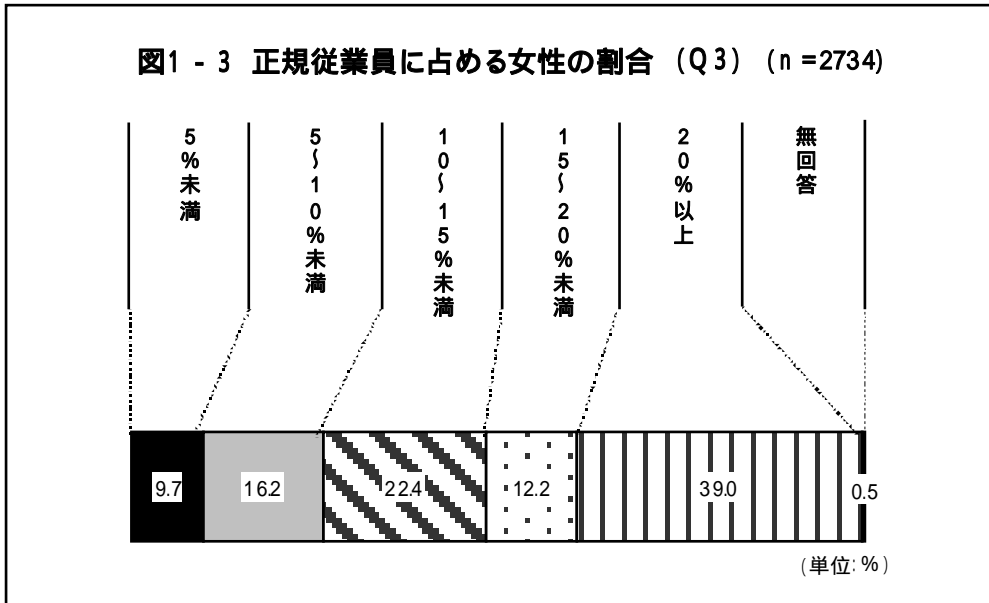 図1 - 3 正規従業員に占める女性の割合 (Q3) (n=2734)
5%未満
5~10%未満
10~15%未満
15~20%未満
20%以上
無回答
9.7
16.2
22.4
12.2
39.0
0.5
(単位:%)